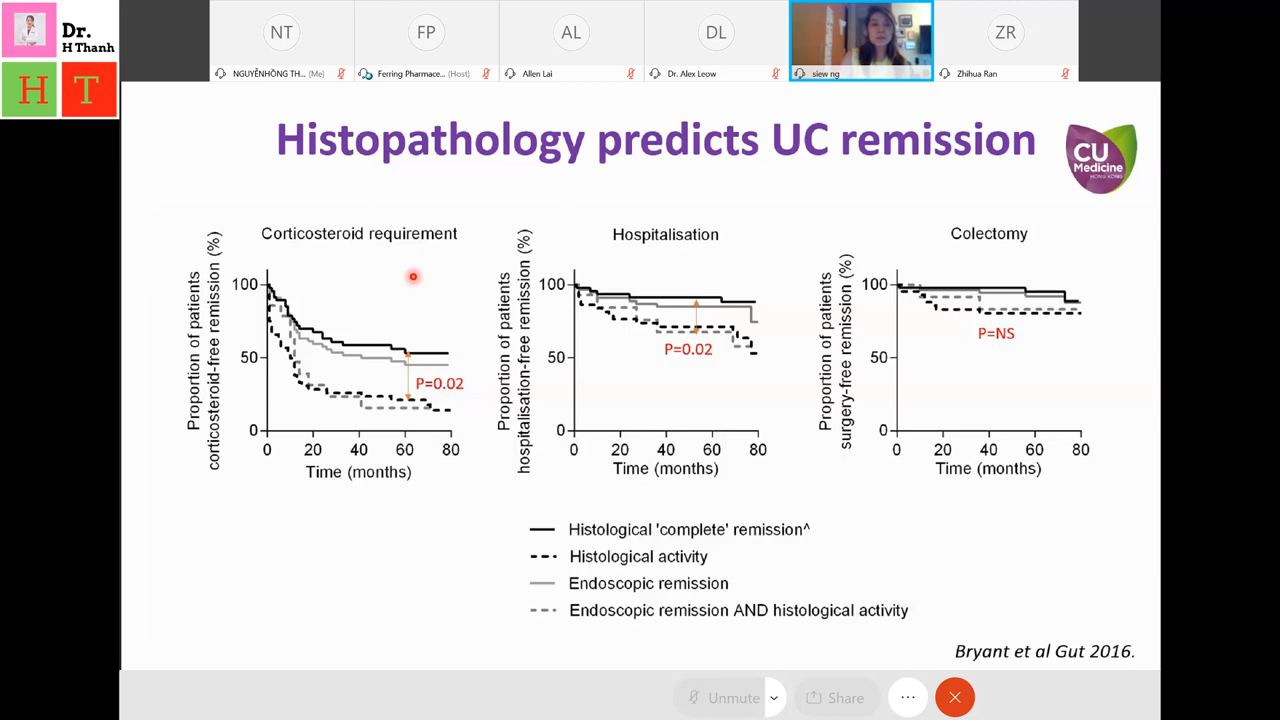 Dr.
H Thanh
H T
NT
FP
AL
DL
ZR
NGUYỄNHỒNG TH... (Me)
Ferring Pharmace... (Host)
Allen Lai
Dr. Alex Leow
siew ng
Zhihua Ran
Histopathology predicts UC remission
CU
Medicine
HONG KONG
Corticosteroid requirement
Proportion of patients
corticosteroid-free remission (%)
100
50
0
P=0.02
0 20 40 60 80
Time (months)
Hospitalisation
Proportion of patients
hospitalisation-free remission (%)
100
50
0
P=0.02
0 20 40 60 80
Time (months)
Colectomy
Proportion of patients
surgery-free remission (%)
100
50
0
P=NS
0 20 40 60 80
Time (months)
Histological 'complete' remission^
Histological activity
Endoscopic remission
Endoscopic remission AND histological activity
Bryant et al Gut 2016.
Unmute
Share